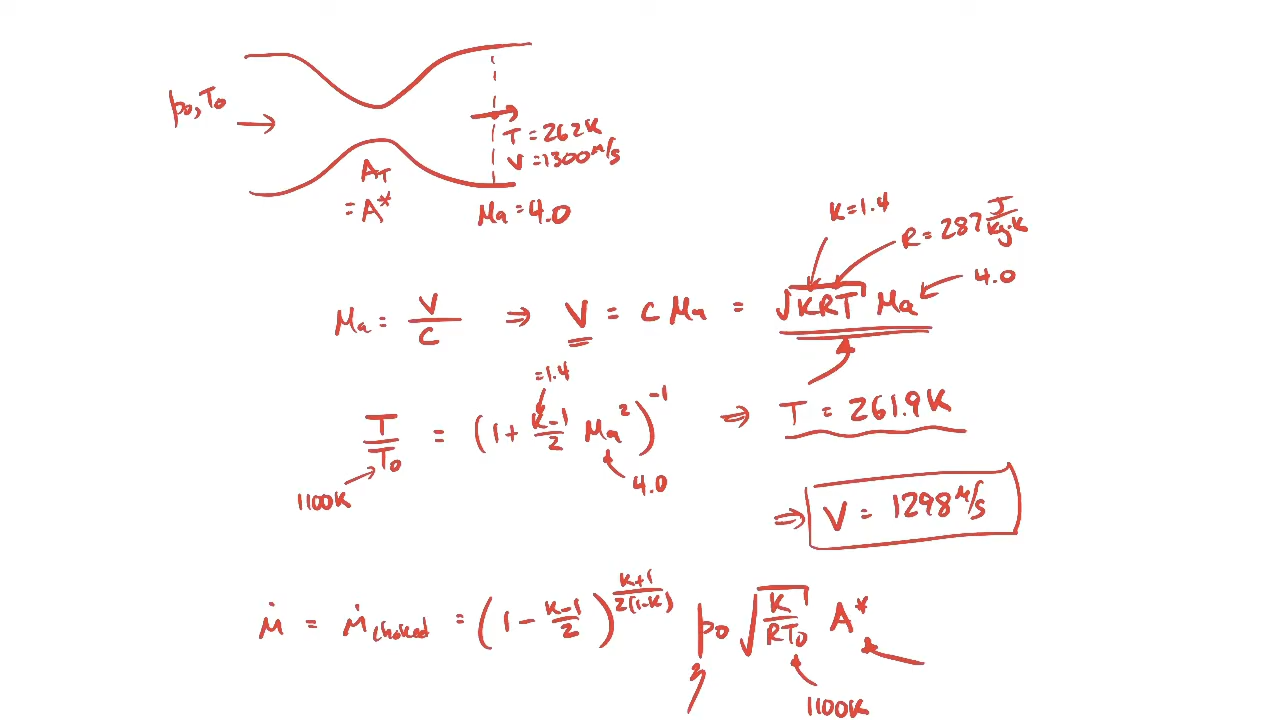 p₀, T₀
T = 262K
V = 1300 M/S
A_T
= A*
Ma = 4.0
K = 1.4
R = 287 J/kg·K
4.0
Ma = V/C ⇒ V = C Ma = √KRT Ma
= 1.4
T/T₀ = (1 + (K-1)/2 Ma²)⁻¹ ⇒ T = 261.9K
1100K
4.0
⇒ V = 1298 M/S
ṁ = ṁ_choked = (1 - (K-1)/2)^((K+1)/(2(1-K))) p₀ √(K/RT₀) A*
1100K